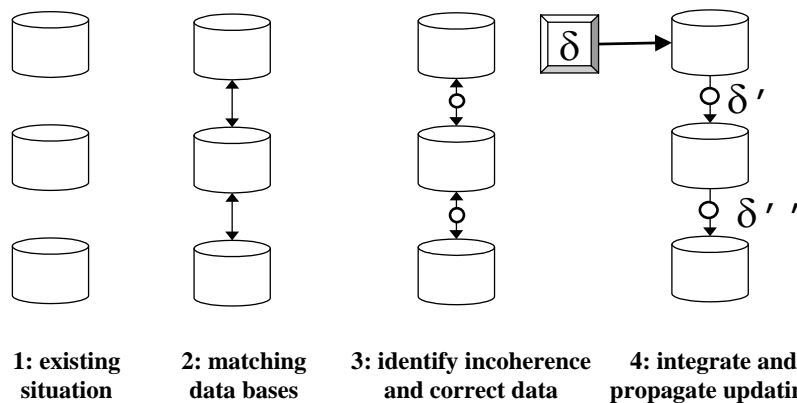 δ
δ′
δ′′
1: existing
situation
2: matching
data bases
3: identify incoherence
and correct data
4: integrate and
propagate updatin